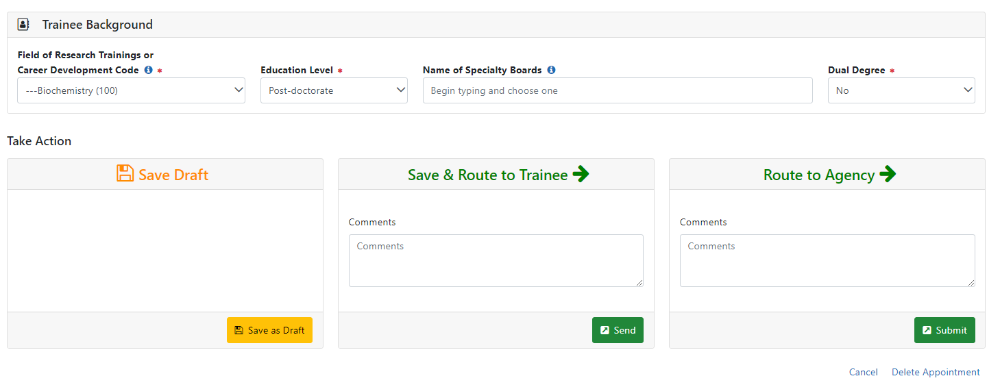 Trainee Background
Field of Research Trainings or
Career Development Code *
Education Level *
Name of Specialty Boards
Dual Degree *
---Biochemistry (100)
Post-doctorate
Begin typing and choose one
No
Take Action
Save Draft
Save & Route to Trainee
Route to Agency
Comments
Comments
Comments
Comments
Save as Draft
Send
Submit
Cancel
Delete Appointment